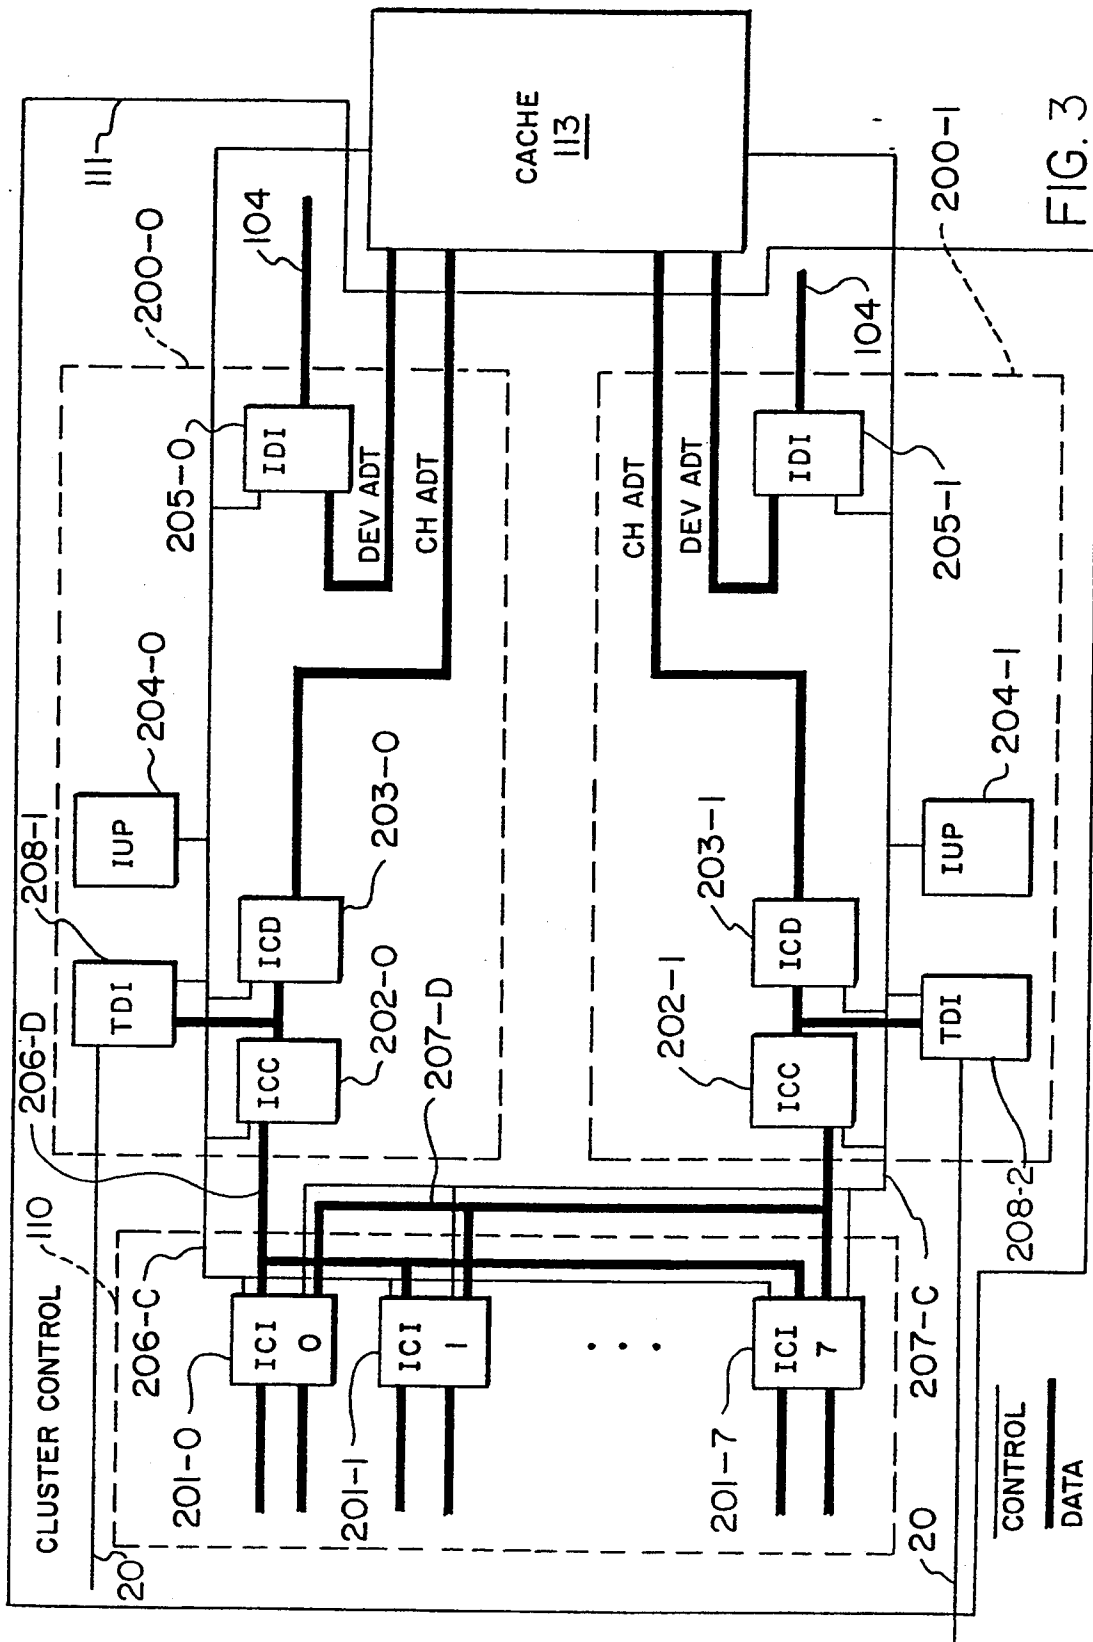 CLUSTER CONTROL
111
110
20
206-C
206-D
208-1
204-0
205-0
200-0
TDI
IUP
201-0
ICI
0
ICC
202-0
ICD
203-0
IDI
104
DEV ADT
CH ADT
CACHE
113
207-D
201-1
ICI
1
201-7
ICI
7
202-1
ICC
203-1
ICD
CH ADT
DEV ADT
IDI
104
205-1
TDI
IUP
204-1
200-1
20
207-C
208-2
CONTROL
DATA
FIG. 3